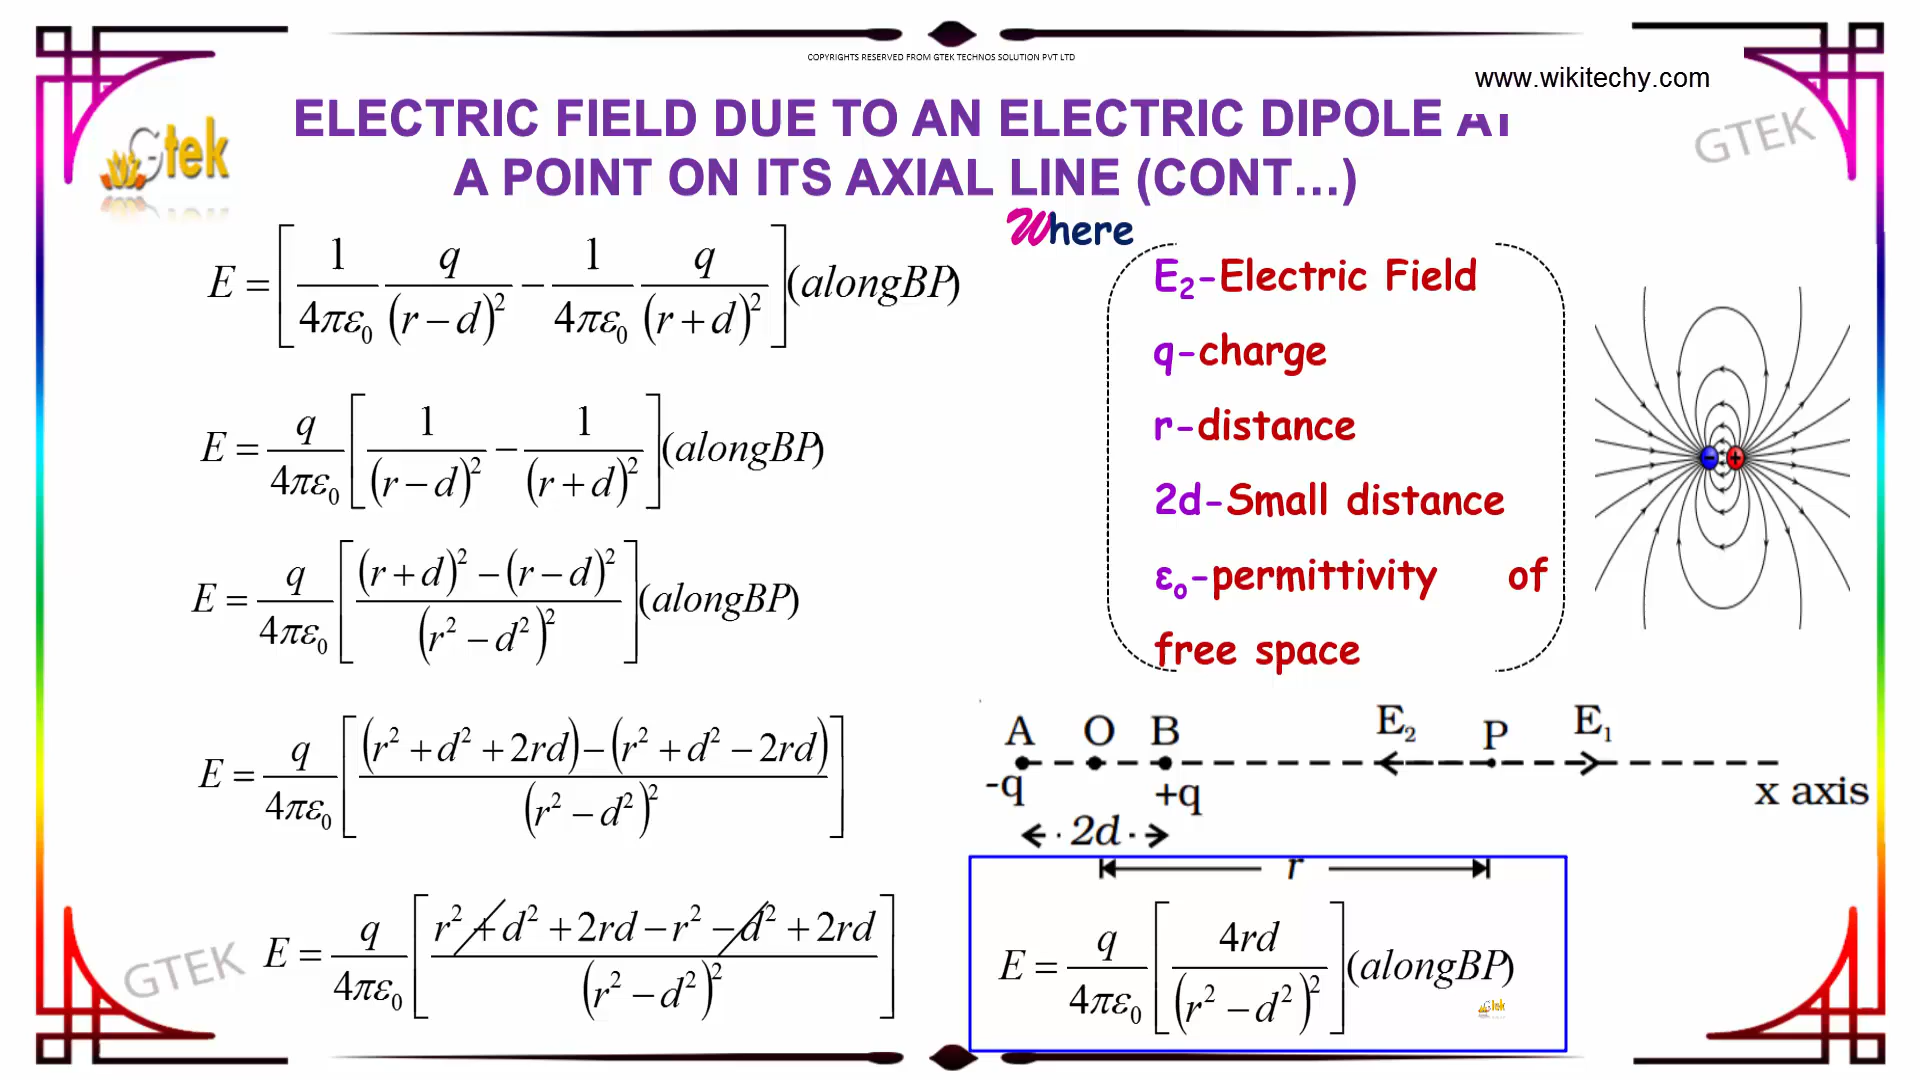 COPYRIGHTS RESERVED FROM GTEK TECHNOS SOLUTION PVT LTD
www.wikitechy.com
Gtek
GTEK
ELECTRIC FIELD DUE TO AN ELECTRIC DIPOLE AT
A POINT ON ITS AXIAL LINE (CONT...)
Where
E = [1/4πε₀ q/(r − d)² − 1/4πε₀ q/(r + d)²](alongBP)
E = q/4πε₀ [1/(r − d)² − 1/(r + d)²](alongBP)
E = q/4πε₀ [((r + d)² − (r − d)²)/(r² − d²)²](alongBP)
E = q/4πε₀ [((r² + d² + 2rd) − (r² + d² − 2rd))/(r² − d²)²]
E = q/4πε₀ [(r² + d² + 2rd − r² − d² + 2rd)/(r² − d²)²]
GTEK
E₂-Electric Field
q-charge
r-distance
2d-Small distance
ε₀-permittivity of
free space
- +
A O B E₂ P E₁
-q +q x axis
2d
r
E = q/4πε₀ [4rd/(r² − d²)²](alongBP)
Gtek